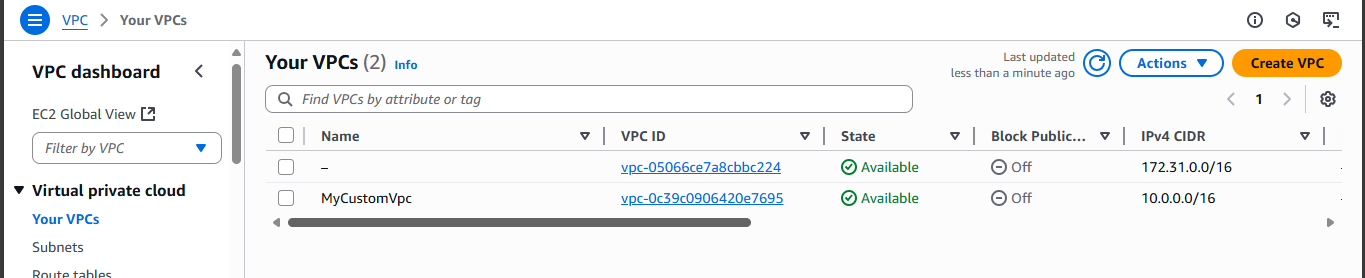 VPC > Your VPCs
VPC dashboard
EC2 Global View
Filter by VPC
Virtual private cloud
Your VPCs
Subnets
Route tables
Your VPCs (2) Info
Last updated
less than a minute ago
Actions
Create VPC
Find VPCs by attribute or tag
1
Name VPC ID State Block Public... IPv4 CIDR
– vpc-05066ce7a8cbbc224 Available Off 172.31.0.0/16
MyCustomVpc vpc-0c39c0906420e7695 Available Off 10.0.0.0/16